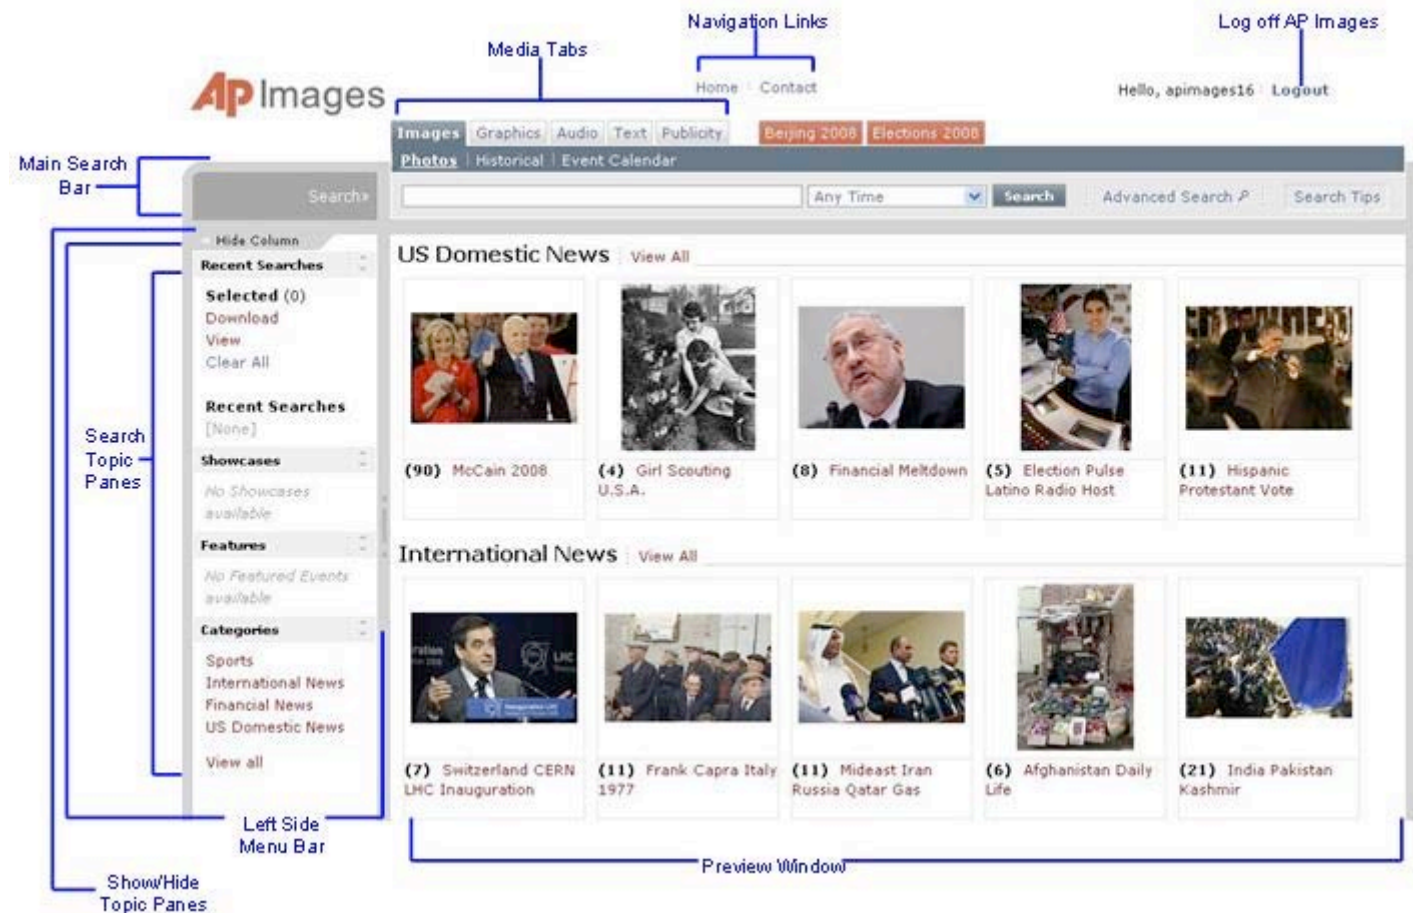 Navigation Links
Log off AP Images
Media Tabs
AP Images
Home Contact
Hello, apimages16 Logout
Images Graphics Audio Text Publicity Beijing 2008 Elections 2008
Main Search
Bar
Photos Historical Event Calendar
Search»
Any Time Search Advanced Search Search Tips
Hide Column
Recent Searches
Selected (0)
Download
View
Clear All
Recent Searches
[None]
Search
Topic
Panes
Showcases
No Showcases
available
Features
No Featured Events
available
Categories
Sports
International News
Financial News
US Domestic News
View all
US Domestic News View All
(90) McCain 2008
(4) Girl Scouting
U.S.A.
(8) Financial Meltdown
(5) Election Pulse
Latino Radio Host
(11) Hispanic
Protestant Vote
International News View All
LHC
(7) Switzerland CERN
LHC Inauguration
(11) Frank Capra Italy
1977
(11) Mideast Iran
Russia Qatar Gas
(6) Afghanistan Daily
Life
(21) India Pakistan
Kashmir
Left Side
Menu Bar
Preview Window
Show/Hide
Topic Panes